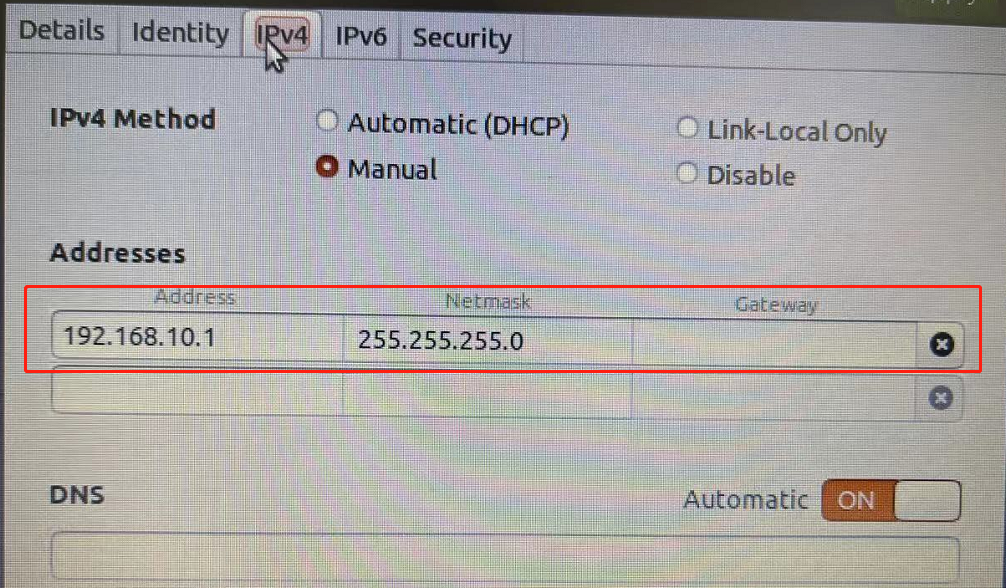 Details Identity IPv4 IPv6 Security
IPv4 Method
Automatic (DHCP)
Link-Local Only
Manual
Disable
Addresses
Address Netmask Gateway
192.168.10.1 255.255.255.0
DNS
Automatic ON